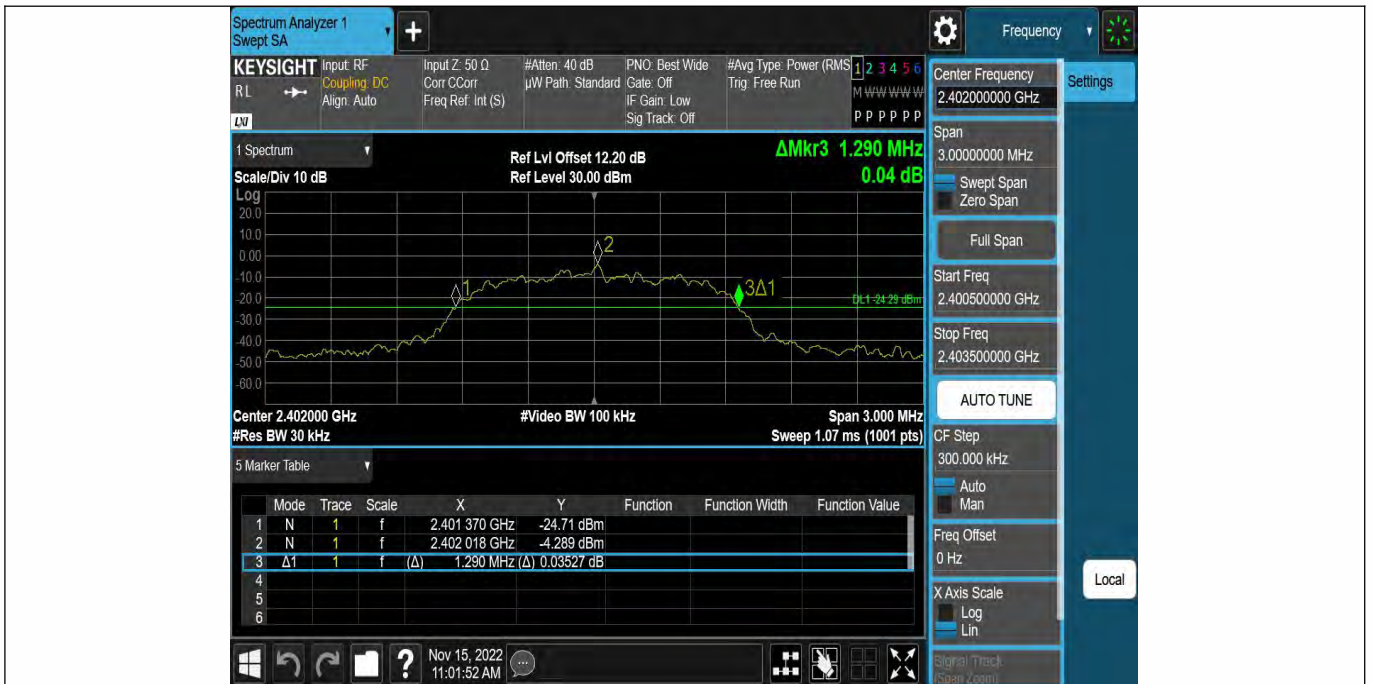 Spectrum Analyzer 1
Swept SA
+
Frequency
KEYSIGHT
RL
LXI
Input: RF
Coupling: DC
Align: Auto
Input Z: 50 Ω
Corr CCorr
Freq Ref: Int (S)
#Atten: 40 dB
µW Path: Standard
PNO: Best Wide
Gate: Off
IF Gain: Low
Sig Track: Off
#Avg Type: Power (RMS
Trig: Free Run
1 2 3 4 5 6
M W W W W W
P P P P P P
1 Spectrum
Scale/Div 10 dB
Ref Lvl Offset 12.20 dB
Ref Level 30.00 dBm
ΔMkr3 1.290 MHz
0.04 dB
Log
20.0
10.0
0.00
-10.0
-20.0
-30.0
-40.0
-50.0
-60.0
1
2
3Δ1
DL1 -24.29 dBm
Center 2.402000 GHz
#Video BW 100 kHz
Span 3.000 MHz
#Res BW 30 kHz
Sweep 1.07 ms (1001 pts)
5 Marker Table
Mode Trace Scale X Y Function Function Width Function Value
1 N 1 f 2.401 370 GHz -24.71 dBm
2 N 1 f 2.402 018 GHz -4.289 dBm
3 Δ1 1 f (Δ) 1.290 MHz (Δ) 0.03527 dB
4
5
6
?
Nov 15, 2022
11:01:52 AM
Center Frequency
2.402000000 GHz
Span
3.00000000 MHz
Swept Span
Zero Span
Full Span
Start Freq
2.400500000 GHz
Stop Freq
2.403500000 GHz
AUTO TUNE
CF Step
300.000 kHz
Auto
Man
Freq Offset
0 Hz
X Axis Scale
Log
Lin
Signal Track
(Span Zoom)
Settings
Local